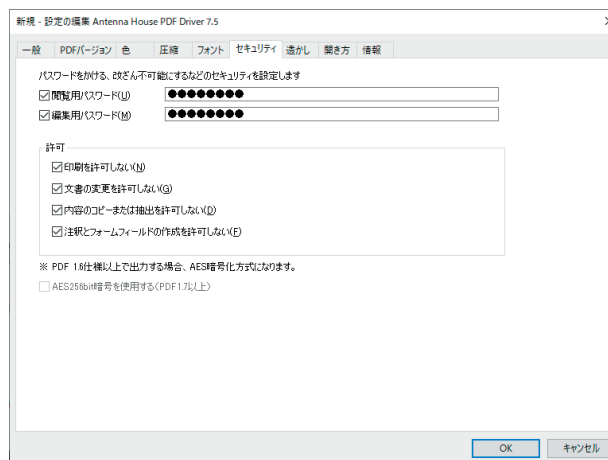 新規 - 設定の編集 Antenna House PDF Driver 7.5
一般 PDFバージョン 色 圧縮 フォント セキュリティ 透かし 開き方 情報
パスワードをかける、改ざん不可能にするなどのセキュリティを設定します
閲覧用パスワード(U) ●●●●●●●●
編集用パスワード(M) ●●●●●●●●
許可
印刷を許可しない(N)
文書の変更を許可しない(G)
内容のコピーまたは抽出を許可しない(D)
注釈とフォームフィールドの作成を許可しない(F)
※ PDF 1.6仕様以上で出力する場合、AES暗号化方式になります。
AES256bit暗号を使用する(PDF1.7以上)
OK キャンセル